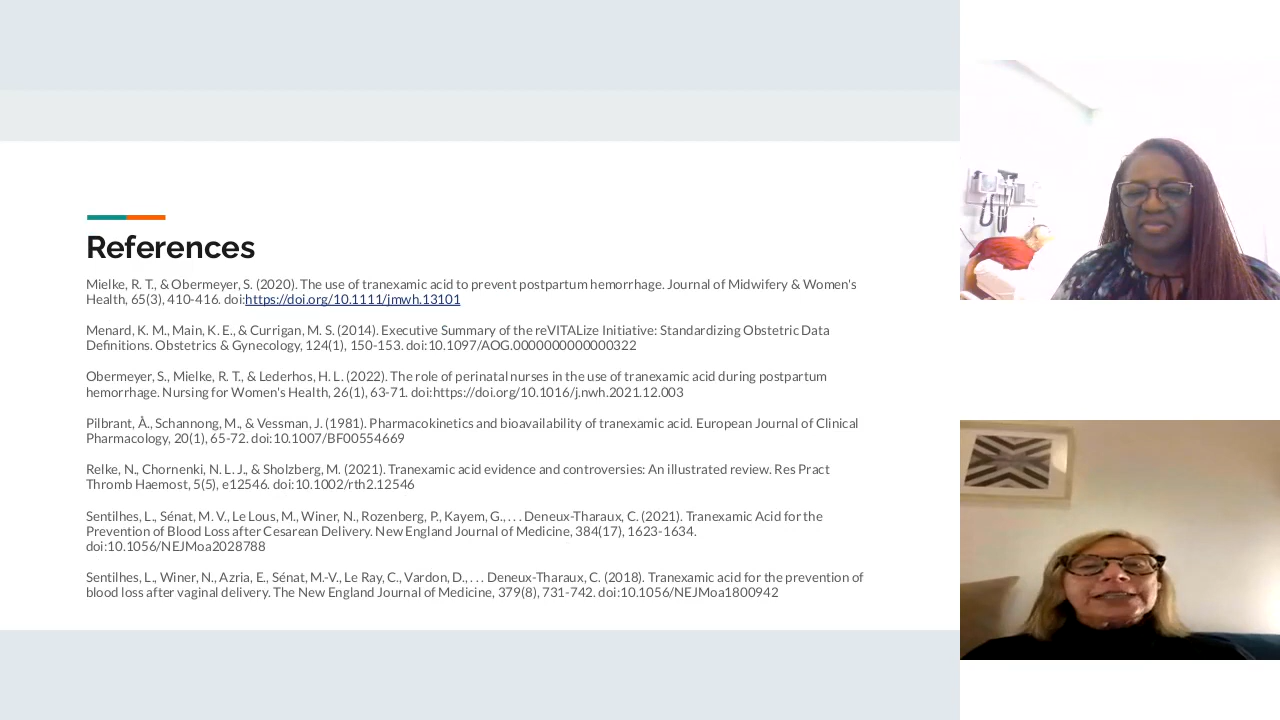 References
Mielke, R. T., & Obermeyer, S. (2020). The use of tranexamic acid to prevent postpartum hemorrhage. Journal of Midwifery & Women's
Health, 65(3), 410-416. doi:https://doi.org/10.1111/jmwh.13101
Menard, K. M., Main, K. E., & Currigan, M. S. (2014). Executive Summary of the reVITALize Initiative: Standardizing Obstetric Data
Definitions. Obstetrics & Gynecology, 124(1), 150-153. doi:10.1097/AOG.0000000000000322
Obermeyer, S., Mielke, R. T., & Lederhos, H. L. (2022). The role of perinatal nurses in the use of tranexamic acid during postpartum
hemorrhage. Nursing for Women's Health, 26(1), 63-71. doi:https://doi.org/10.1016/j.nwh.2021.12.003
Pilbrant, Å., Schannong, M., & Vessman, J. (1981). Pharmacokinetics and bioavailability of tranexamic acid. European Journal of Clinical
Pharmacology, 20(1), 65-72. doi:10.1007/BF00554669
Relke, N., Chornenki, N. L. J., & Sholzberg, M. (2021). Tranexamic acid evidence and controversies: An illustrated review. Res Pract
Thromb Haemost, 5(5), e12546. doi:10.1002/rth2.12546
Sentilhes, L., Sénat, M. V., Le Lous, M., Winer, N., Rozenberg, P., Kayem, G., . . . Deneux-Tharaux, C. (2021). Tranexamic Acid for the
Prevention of Blood Loss after Cesarean Delivery. New England Journal of Medicine, 384(17), 1623-1634.
doi:10.1056/NEJMoa2028788
Sentilhes, L., Winer, N., Azria, E., Sénat, M.-V., Le Ray, C., Vardon, D., . . . Deneux-Tharaux, C. (2018). Tranexamic acid for the prevention of
blood loss after vaginal delivery. The New England Journal of Medicine, 379(8), 731-742. doi:10.1056/NEJMoa1800942